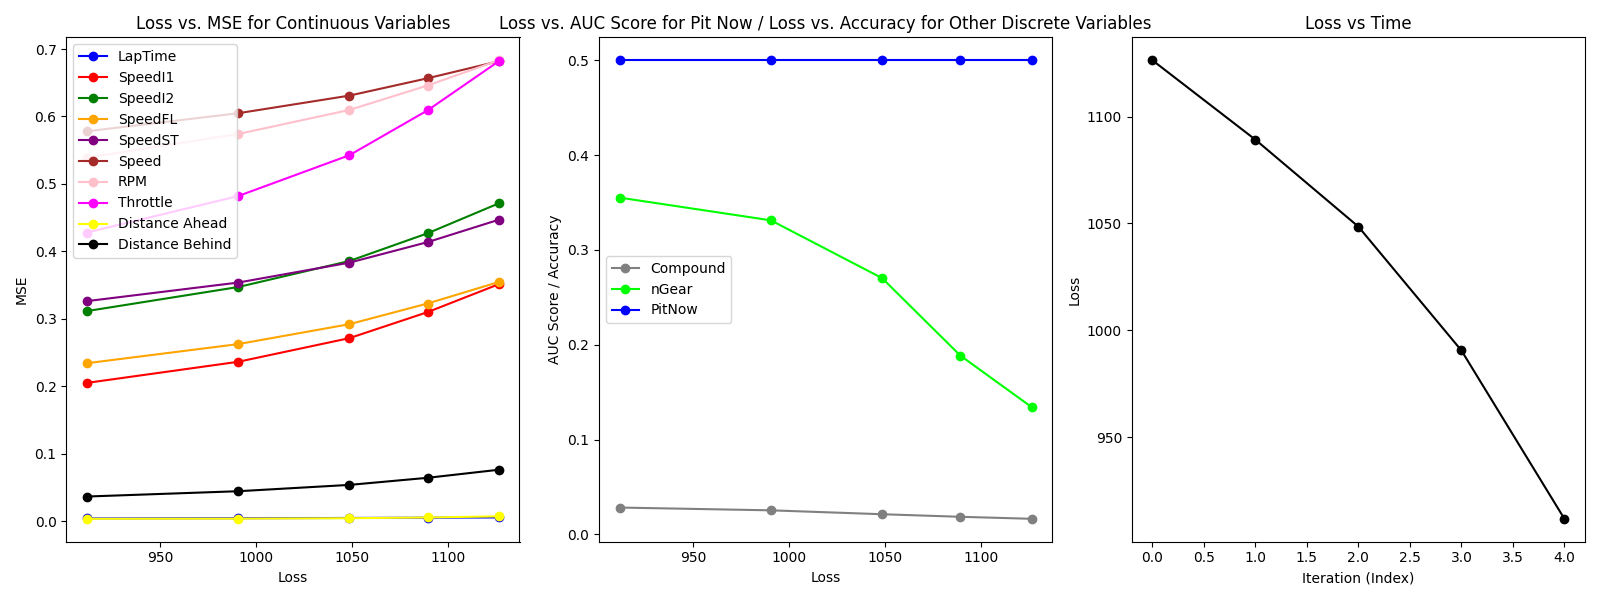 Loss vs. MSE for Continuous Variables
0.7
0.6
0.5
0.4
0.3
0.2
0.1
0.0
MSE
LapTime
SpeedI1
SpeedI2
SpeedFL
SpeedST
Speed
RPM
Throttle
Distance Ahead
Distance Behind
950 1000 1050 1100
Loss
Loss vs. AUC Score for Pit Now / Loss vs. Accuracy for Other Discrete Variables
0.5
0.4
0.3
0.2
0.1
0.0
AUC Score / Accuracy
Compound
nGear
PitNow
950 1000 1050 1100
Loss
Loss vs Time
1100
1050
1000
950
Loss
0.0 0.5 1.0 1.5 2.0 2.5 3.0 3.5 4.0
Iteration (Index)